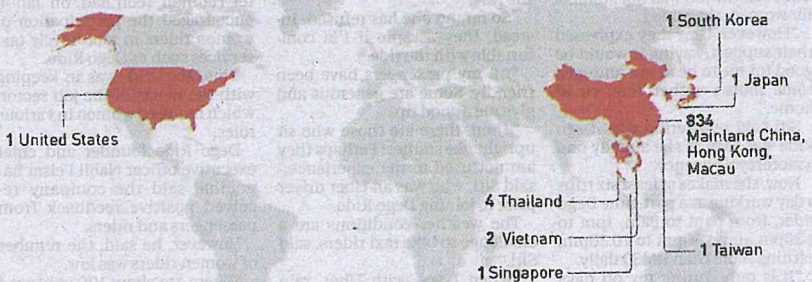 1 South Korea
1 Japan
1 United States
834
Mainland China,
Hong Kong,
Macau
4 Thailand
2 Vietnam
1 Taiwan
1 Singapore